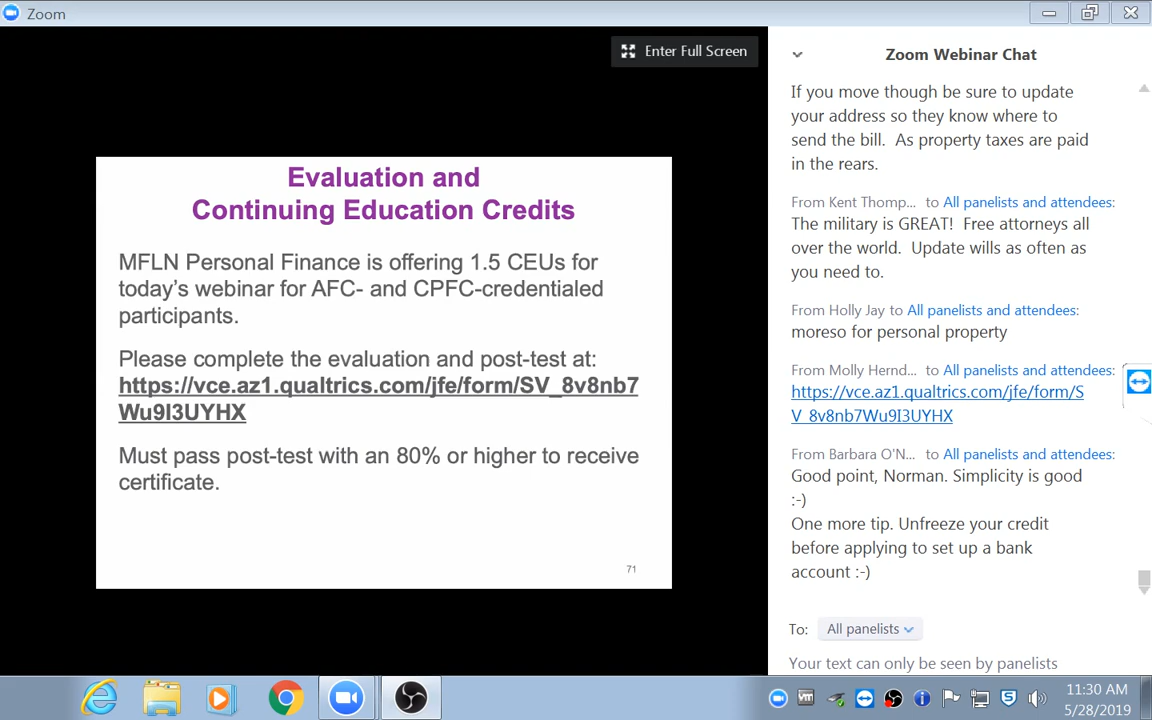 Zoom
Enter Full Screen
Evaluation and
Continuing Education Credits
MFLN Personal Finance is offering 1.5 CEUs for
today's webinar for AFC- and CPFC-credentialed
participants.
Please complete the evaluation and post-test at:
https://vce.az1.qualtrics.com/jfe/form/SV_8v8nb7
Wu9I3UYHX
Must pass post-test with an 80% or higher to receive
certificate.
71
Zoom Webinar Chat
If you move though be sure to update
your address so they know where to
send the bill.  As property taxes are paid
in the rears.
From Kent Thomp... to All panelists and attendees:
The military is GREAT!  Free attorneys all
over the world.  Update wills as often as
you need to.
From Holly Jay to All panelists and attendees:
moreso for personal property
From Molly Hernd... to All panelists and attendees:
https://vce.az1.qualtrics.com/jfe/form/S
V_8v8nb7Wu9I3UYHX
From Barbara O'N... to All panelists and attendees:
Good point, Norman. Simplicity is good
:-)
One more tip. Unfreeze your credit
before applying to set up a bank
account :-)
To: All panelists
Your text can only be seen by panelists
11:30 AM
5/28/2019